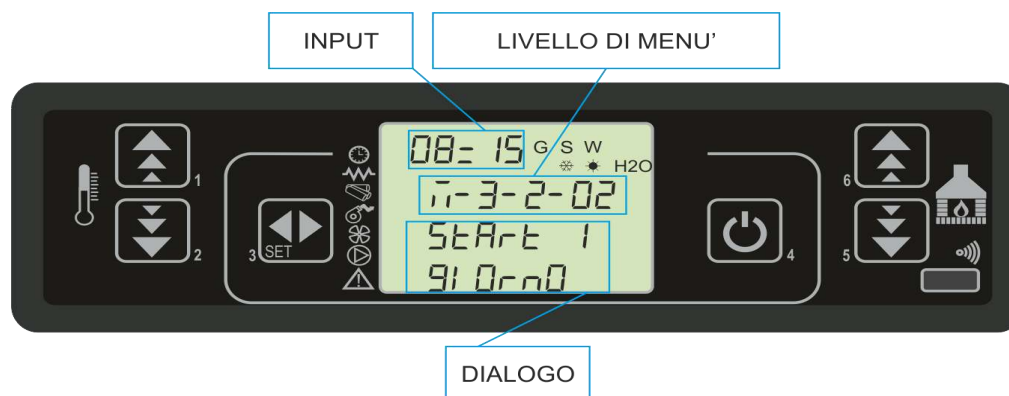 INPUT
LIVELLO DI MENU'
08=15 G S W
H2O
1
6
n-3-2-02
StArt 1
gIOrnO
2
3 SET
4
5
DIALOGO